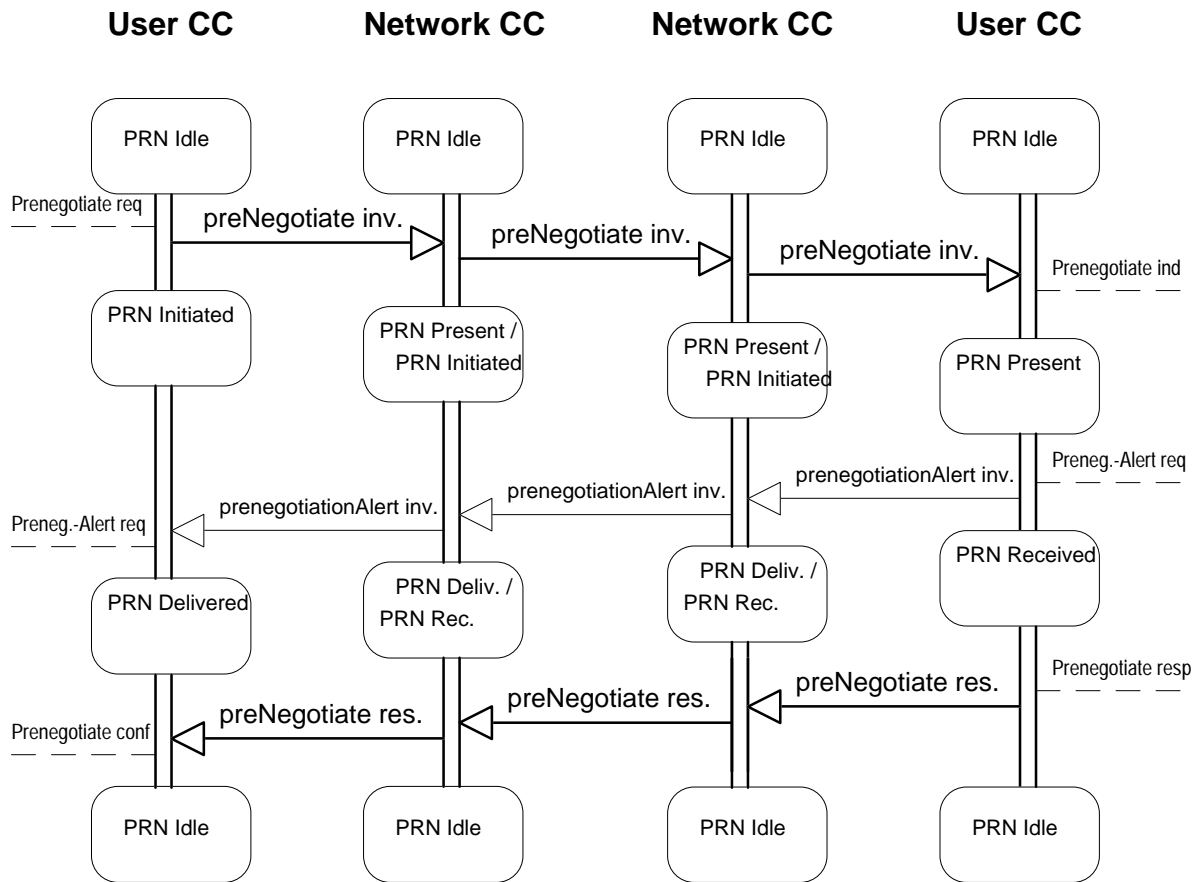 User CC
Network CC
Network CC
User CC
PRN Idle
PRN Idle
PRN Idle
PRN Idle
Prenegotiate req
preNegotiate inv.
preNegotiate inv.
preNegotiate inv.
Prenegotiate ind
PRN Initiated
PRN Present /
PRN Initiated
PRN Present /
PRN Initiated
PRN Present
Preneg.-Alert req
prenegotiationAlert inv.
prenegotiationAlert inv.
prenegotiationAlert inv.
Preneg.-Alert req
PRN Received
PRN Delivered
PRN Deliv. /
PRN Rec.
PRN Deliv. /
PRN Rec.
Prenegotiate resp
preNegotiate res.
preNegotiate res.
preNegotiate res.
Prenegotiate conf
PRN Idle
PRN Idle
PRN Idle
PRN Idle